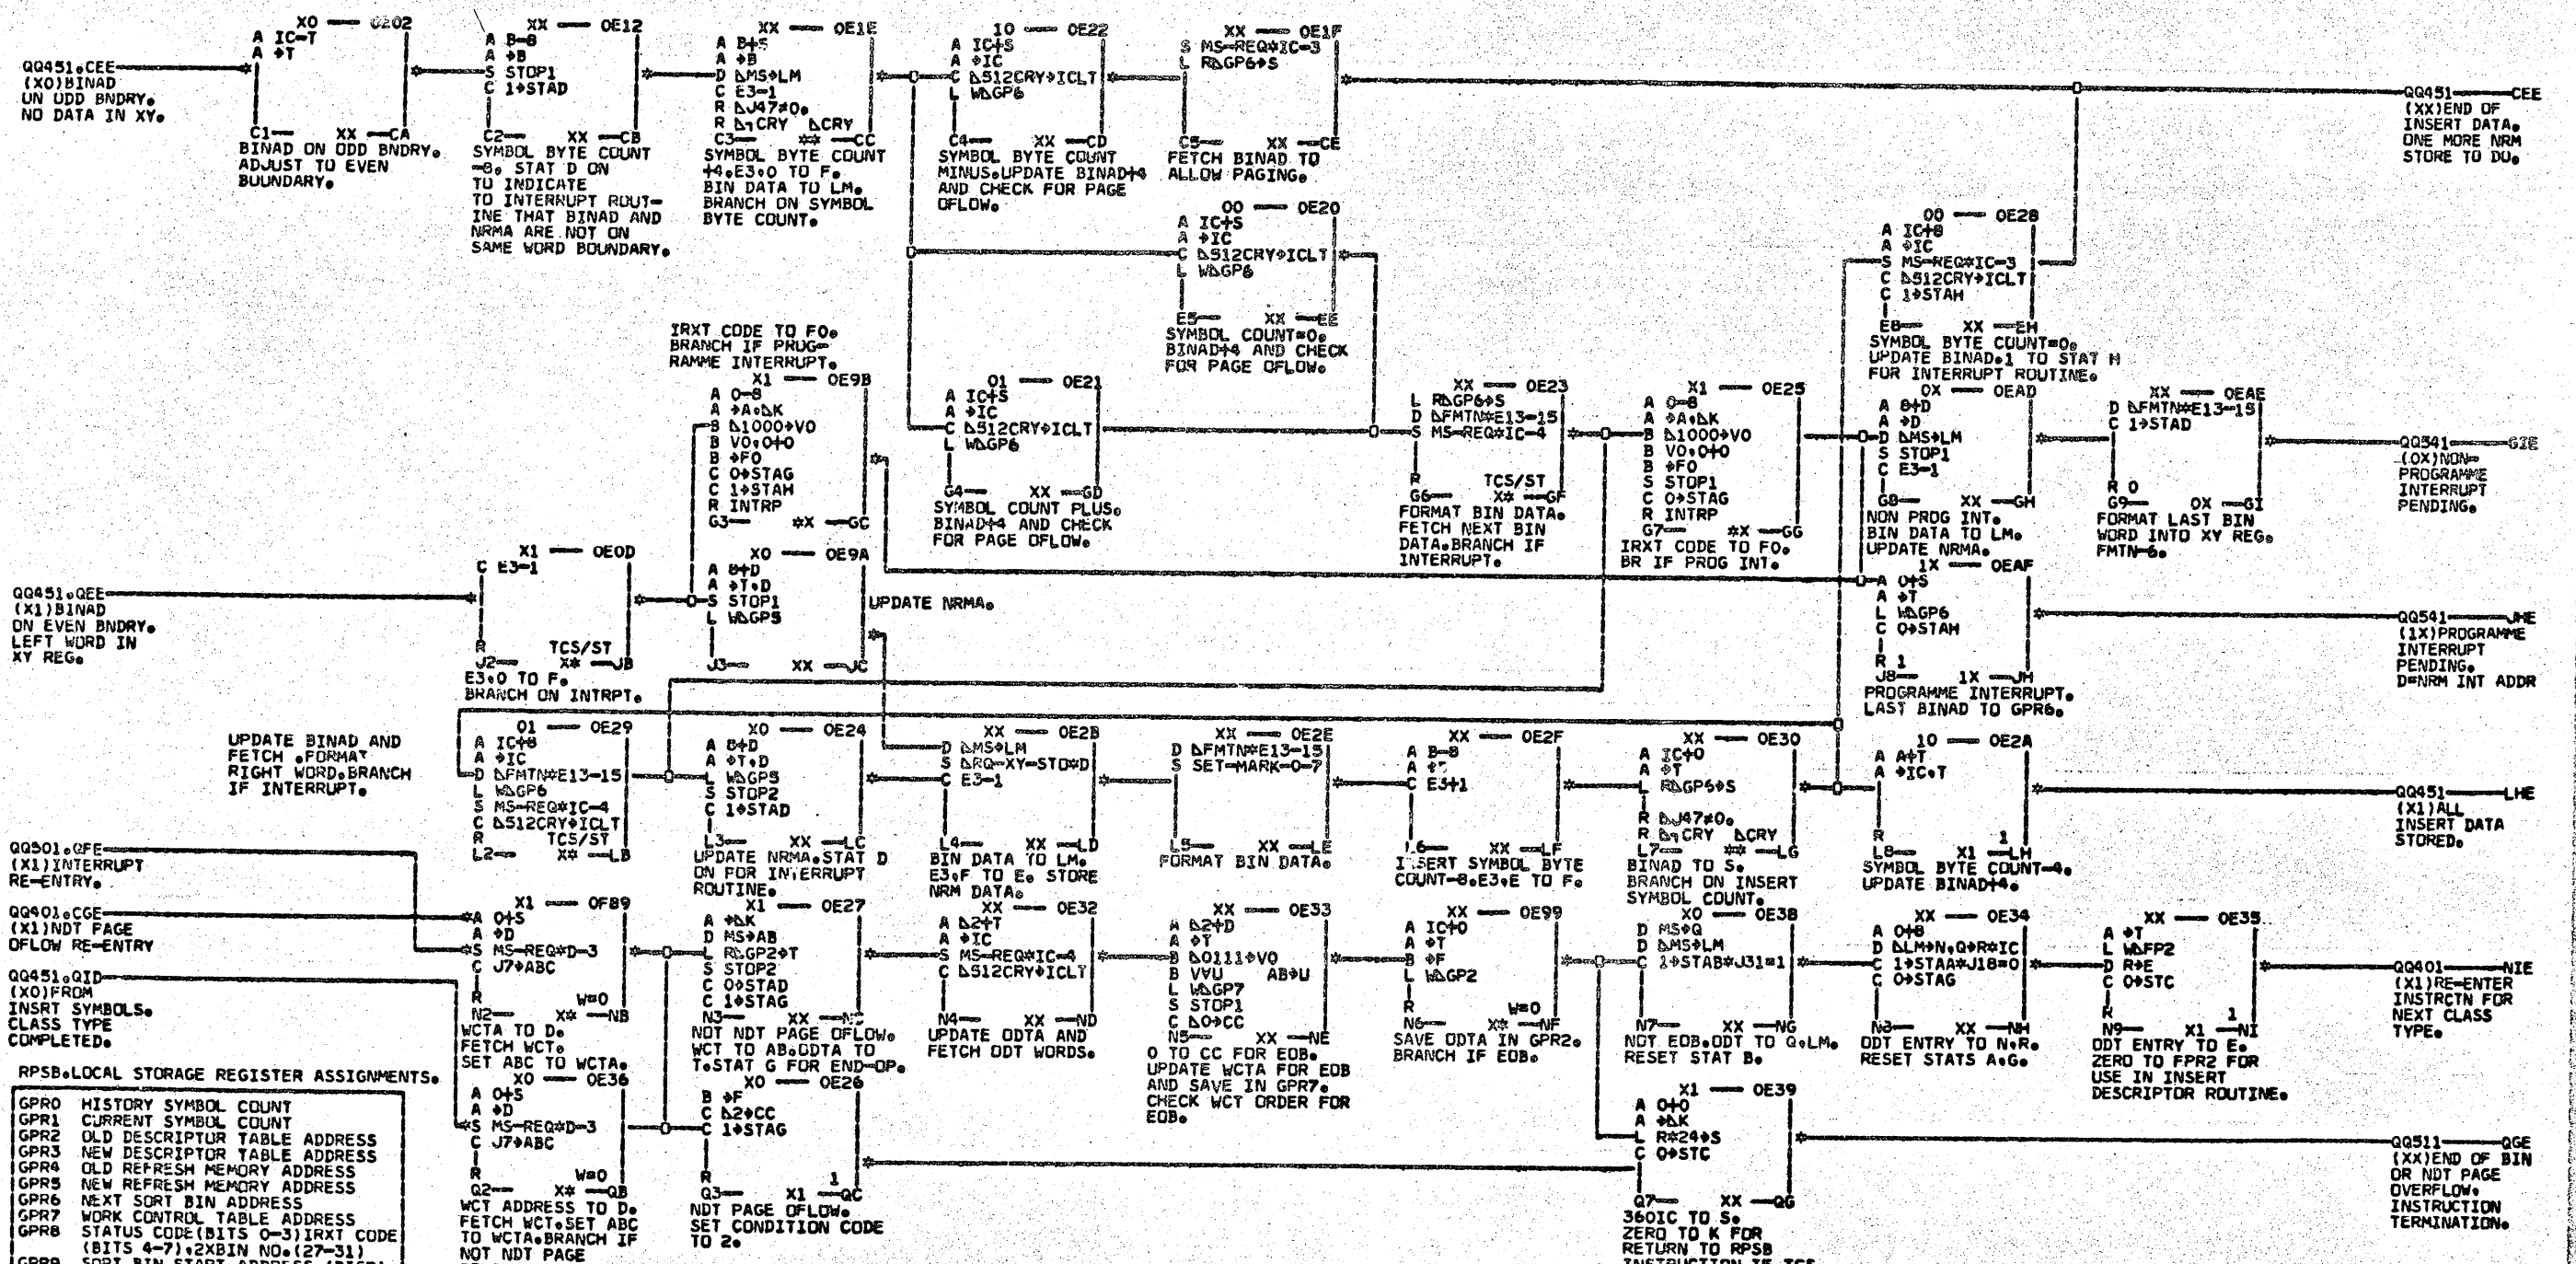 QQ451.CEE
(X0)BINAD
ON ODD BNDRY.
NO DATA IN XY.
X0 — 0202
A IC-T
A →T
C1— XX —CA
BINAD ON ODD BNDRY.
ADJUST TO EVEN
BOUNDARY.
XX — 0E12
A B-8
A →B
S STOP1
C 1→STAD
C2— XX —CB
SYMBOL BYTE COUNT
-8. STAT D ON
TO INDICATE
TO INTERRUPT ROUT-
INE THAT BINAD AND
NRMA ARE NOT ON
SAME WORD BOUNDARY.
XX — 0E1E
A B+S
A →B
D ΔMS→LM
C E3-1
R ΔJ47≠0.
R Δ¬CRY ΔCRY
C3— ** —CC
SYMBOL BYTE COUNT
+4.E3.0 TO F.
BIN DATA TO LM.
BRANCH ON SYMBOL
BYTE COUNT.
10 — 0E22
A IC+S
A →IC
C Δ512CRY→ICLT
L WΔGP6
C4— XX —CD
SYMBOL BYTE COUNT
MINUS.UPDATE BINAD+4
AND CHECK FOR PAGE
OFLOW.
XX — 0E1F
S MS-REQ*IC-3
L RΔGP6→S
C5— XX —CE
FETCH BINAD TO
ALLOW PAGING.
QQ451 —CEE
(XX)END OF
INSERT DATA.
ONE MORE NRM
STORE TO DO.
00 — 0E20
A IC+S
A →IC
C Δ512CRY→ICLT
L WΔGP6
E5— XX —EE
SYMBOL COUNT=0.
BINAD+4 AND CHECK
FOR PAGE OFLOW.
00 — 0E28
A IC+8
A →IC
S MS-REQ*IC-3
C Δ512CRY→ICLT
C 1→STAH
E8— XX —EH
SYMBOL BYTE COUNT=0.
UPDATE BINAD.1 TO STAT H
FOR INTERRUPT ROUTINE.
IRXT CODE TO F0.
BRANCH IF PROG-
RAMME INTERRUPT.
X1 — 0E9B
A 0-8
A →A.ΔK
B Δ1000→V0
B V0.0+0
B →F0
C 0→STAG
C 1→STAH
R INTRP
G3— *X —GC
01 — 0E21
A IC+S
A →IC
C Δ512CRY→ICLT
L WΔGP6
G4— XX —GD
SYMBOL COUNT PLUS.
BINAD+4 AND CHECK
FOR PAGE OFLOW.
XX — 0E23
L RΔGP6→S
D ΔFMTN*E13-15
S MS-REQ*IC-4
R TCS/ST
G6— X* —GF
FORMAT BIN DATA.
FETCH NEXT BIN
DATA.BRANCH IF
INTERRUPT.
X1 — 0E25
A 0-8
A →A.ΔK
B Δ1000→V0
B V0.0+0
B →F0
S STOP1
C 0→STAG
R INTRP
G7— *X —GG
IRXT CODE TO F0.
BR IF PROG INT.
0X — 0EAD
A 8+D
A →D
D ΔMS→LM
S STOP1
C E3-1
G8— XX —GH
NON PROG INT.
BIN DATA TO LM.
UPDATE NRMA.
XX — 0EAE
D ΔFMTN*E13-15
C 1→STAD
R 0
G9— 0X —GI
FORMAT LAST BIN
WORD INTO XY REG.
FMTN-6.
QQ541 —GIE
(0X)NON-
PROGRAMME
INTERRUPT
PENDING.
QQ451.QEE
(X1)BINAD
ON EVEN BNDRY.
LEFT WORD IN
XY REG.
X1 — 0E0D
C E3-1
R TCS/ST
J2— X* —JB
E3.0 TO F.
BRANCH ON INTRPT.
X0 — 0E9A
A 8+D
A →T.D
S STOP1
L WΔGP5
J3— XX —JC
UPDATE NRMA.
1X — 0EAF
A 0+S
A →T
L WΔGP6
C 0→STAH
R 1
J8— 1X —JH
PROGRAMME INTERRUPT.
LAST BINAD TO GPR6.
QQ541 —JHE
(1X)PROGRAMME
INTERRUPT
PENDING.
D=NRM INT ADDR
UPDATE BINAD AND
FETCH .FORMAT
RIGHT WORD.BRANCH
IF INTERRUPT.
01 — 0E29
A IC+8
A →IC
D ΔFMTN*E13-15
L WΔGP6
S MS-REQ*IC-4
C Δ512CRY→ICLT
R TCS/ST
L2— X* —LB
X0 — 0E24
A 8+D
A →T.D
L WΔGP5
S STOP2
C 1→STAD
L3— XX —LC
UPDATE NRMA.STAT D
ON FOR INTERRUPT
ROUTINE.
XX — 0E2B
D ΔMS→LM
S ΔRQ-XY-STO*D
C E3-1
L4— XX —LD
BIN DATA TO LM.
E3.F TO E. STORE
NRM DATA.
XX — 0E2E
D ΔFMTN*E13-15
S SET-MARK-0-7
L5— XX —LE
FORMAT BIN DATA.
XX — 0E2F
A B-8
C E3+1
L6— XX —LF
INSERT SYMBOL BYTE
COUNT-8.E3.E TO F.
XX — 0E30
A IC+0
A →T
L RΔGP5→S
R ΔJ47≠0.
R Δ¬CRY ΔCRY
L7— ** —LG
BINAD TO S.
BRANCH ON INSERT
SYMBOL COUNT.
10 — 0E2A
A A+T
A →IC.T
R 1
L8— X1 —LH
SYMBOL BYTE COUNT-4.
UPDATE BINAD+4.
QQ451 —LHE
(X1)ALL
INSERT DATA
STORED.
QQ501.QFE
(X1)INTERRUPT
RE-ENTRY.
QQ401.CGE
(X1)NDT PAGE
OFLOW RE-ENTRY
QQ451.QID
(X0)FROM
INSRT SYMBOLS.
CLASS TYPE
COMPLETED.
X1 — 0F89
A 0+S
A →D
S MS-REQ*D-3
C J7→ABC
R W=0
N2— X* —NB
WCTA TO D.
FETCH WCT.
SET ABC TO WCTA.
X1 — 0E27
A →ΔK
D MS→AB
L RΔGP2→T
S STOP2
C 0→STAD
C 1→STAG
N3— XX —NC
NOT NDT PAGE OFLOW.
WCT TO AB.ODTA TO
T.STAT G FOR END-OP.
XX — 0E32
A Δ2+T
A →IC
S MS-REQ*IC-4
C Δ512CRY→ICLT
N4— XX —ND
UPDATE ODTA AND
FETCH ODT WORDS.
XX — 0E33
A Δ2+D
A →T
B Δ0111→V0
B VVU AB→U
L WΔGP7
S STOP1
C Δ0→CC
N5— XX —NE
0 TO CC FOR EOB.
UPDATE WCTA FOR EOB
AND SAVE IN GPR7.
CHECK WCT ORDER FOR
EOB.
XX — 0E99
A IC+0
A →T
B →F
L WΔGP2
R W=0
N6— X* —NF
SAVE ODTA IN GPR2.
BRANCH IF EOB.
X0 — 0E38
D MS→Q
D ΔMS→LM
C 1→STAB*J31=1
N7— XX —NG
NOT EOB.ODT TO Q.LM.
RESET STAT B.
XX — 0E34
A 0+8
D ΔLM→N.Q→R*IC
C 1→STAA*J18=0
C 0→STAG
N8— XX —NH
ODT ENTRY TO N.R.
RESET STATS A.G.
XX — 0E35
A →T
L WΔFP2
D R→E
C 0→STC
R 1
N9— X1 —NI
ODT ENTRY TO E.
ZERO TO FPR2 FOR
USE IN INSERT
DESCRIPTOR ROUTINE.
QQ401 —NIE
(X1)RE-ENTER
INSTRCTN FOR
NEXT CLASS
TYPE.
RPSB.LOCAL STORAGE REGISTER ASSIGNMENTS.
GPR0 HISTORY SYMBOL COUNT
GPR1 CURRENT SYMBOL COUNT
GPR2 OLD DESCRIPTOR TABLE ADDRESS
GPR3 NEW DESCRIPTOR TABLE ADDRESS
GPR4 OLD REFRESH MEMORY ADDRESS
GPR5 NEW REFRESH MEMORY ADDRESS
GPR6 NEXT SORT BIN ADDRESS
GPR7 WORK CONTROL TABLE ADDRESS
GPR8 STATUS CODE(BITS 0-3)IRXT CODE
(BITS 4-7).2XBIN NO.(27-31)
GPR9 SORT BIN START ADDRESS
X0 — 0E36
A 0+S
A →D
S MS-REQ*D-3
C J7→ABC
R W=0
Q2— X* —QB
WCT ADDRESS TO D.
FETCH WCT.SET ABC
TO WCTA.BRANCH IF
NOT NDT PAGE
X0 — 0E26
B →F
C Δ2→CC
C 1→STAG
R 1
Q3— X1 —QC
NDT PAGE OFLOW.
SET CONDITION CODE
TO 2.
X1 — 0E39
A 0+0
A →ΔK
L R*24→S
C 0→STC
Q7— XX —QG
360IC TO S.
ZERO TO K FOR
RETURN TO RPSB
INSTRUCTION IF TCS
QQ511 —QGE
(XX)END OF BIN
OR NDT PAGE
OVERFLOW.
INSTRUCTION
TERMINATION.